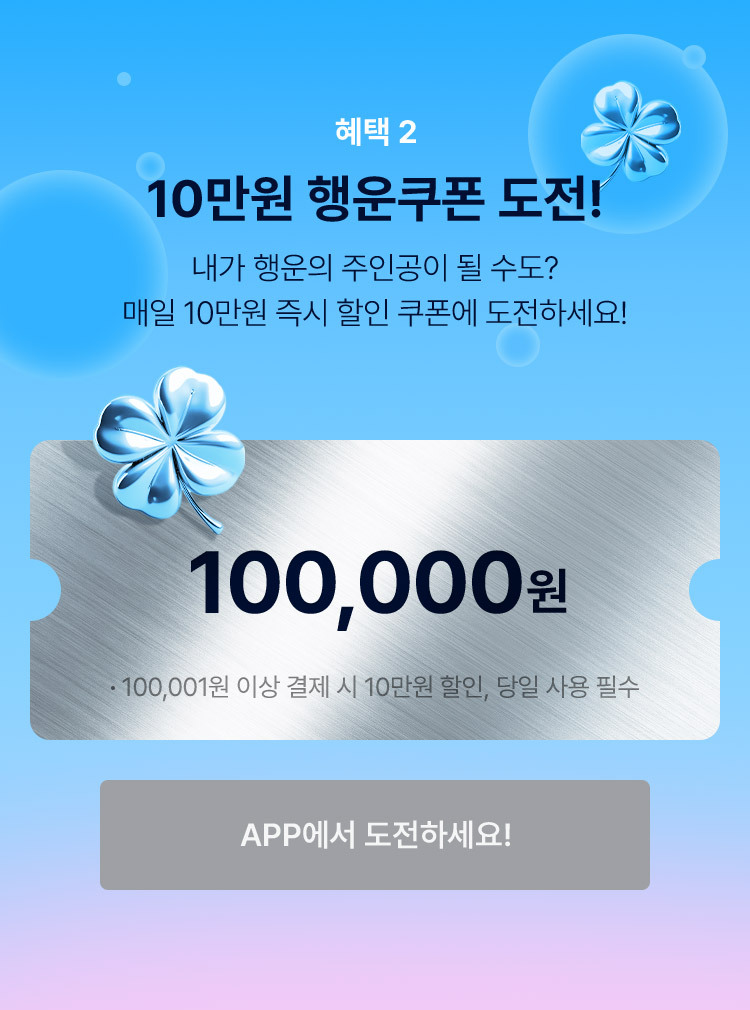 혜택 2
10만원 행운쿠폰 도전!
내가 행운의 주인공이 될 수도?
매일 10만원 즉시 할인 쿠폰에 도전하세요!
100,000원
· 100,001원 이상 결제 시 10만원 할인, 당일 사용 필수
APP에서 도전하세요!